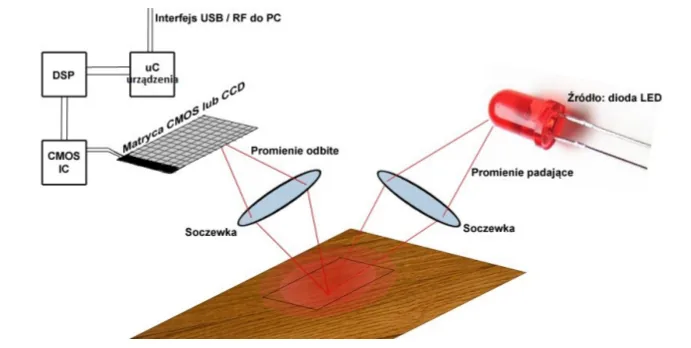 Interfejs USB / RF do PC
uC
urządzenia
DSP
Matryca CMOS lub CCD
CMOS
IC
Źródło: dioda LED
Promienie odbite
Promienie padające
Soczewka
Soczewka